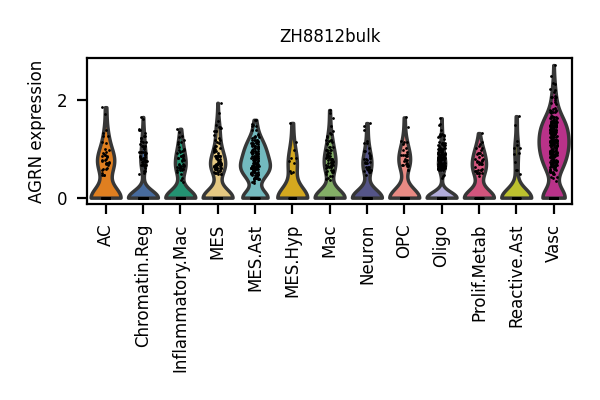 ZH8812bulk
AGRN expression
2
0
AC
Chromatin.Reg
Inflammatory.Mac
MES
MES.Ast
MES.Hyp
Mac
Neuron
OPC
Oligo
Prolif.Metab
Reactive.Ast
Vasc